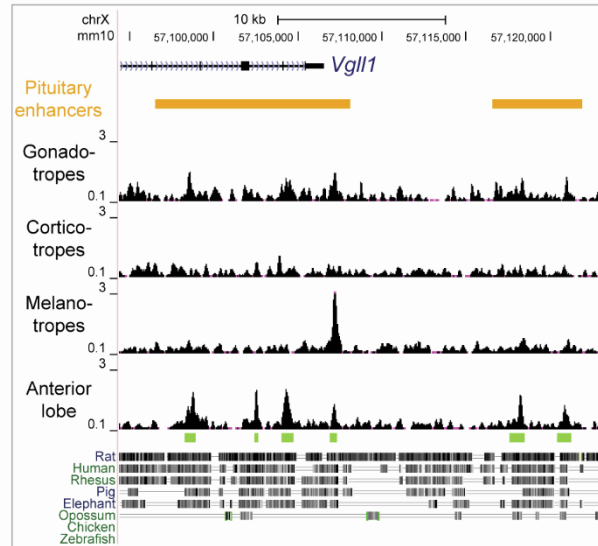 chrX
10 kb
mm10
57,100,000
57,105,000
57,110,000
57,115,000
57,120,000
Vgll1
Pituitary
enhancers
3
Gonado-
tropes
0.1
3
Cortico-
tropes
0.1
3
Melano-
tropes
0.1
3
Anterior
lobe
0.1
Rat
Human
Rhesus
Pig
Elephant
Opossum
Chicken
Zebrafish